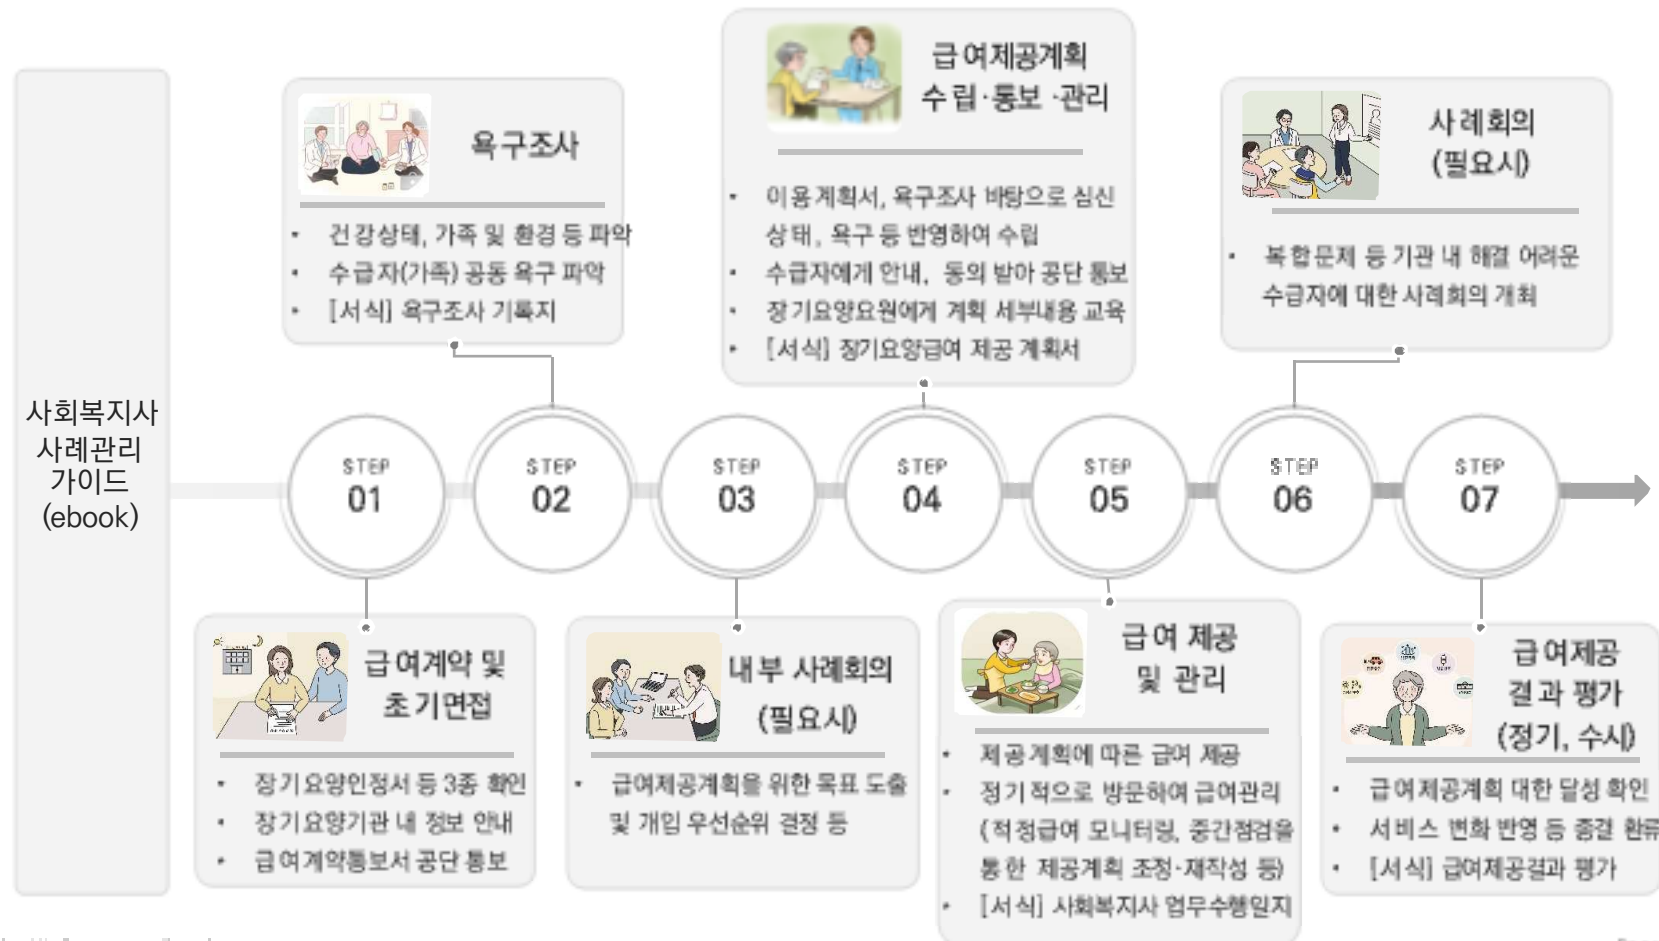 사회복지사
사례관리
가이드
(ebook)
STEP
01
급여계약 및
초기면접
• 장기요양인정서 등 3종 확인
• 장기요양기관 내 정보 안내
• 급여계약통보서 공단 통보
STEP
02
욕구조사
• 건강상태, 가족 및 환경 등 파악
• 수급자(가족) 공동 욕구 파악
• [서식] 욕구조사 기록지
STEP
03
내부 사례회의
(필요시)
• 급여제공계획을 위한 목표 도출
및 개입 우선순위 결정 등
STEP
04
급여제공계획
수립·통보·관리
• 이용계획서, 욕구조사 바탕으로 심신
상태, 욕구 등 반영하여 수립
• 수급자에게 안내, 동의 받아 공단 통보
• 장기요양요원에게 계획 세부내용 교육
• [서식] 장기요양급여 제공 계획서
STEP
05
급여 제공
및 관리
• 제공계획에 따른 급여 제공
• 정기적으로 방문하여 급여관리
(적정급여 모니터링, 중간점검을
통한 제공계획 조정·재작성 등)
• [서식] 사회복지사 업무수행일지
STEP
06
사례회의
(필요시)
• 복합문제 등 기관 내 해결 어려운
수급자에 대한 사례회의 개최
STEP
07
급여제공
결과 평가
(정기, 수시)
• 급여제공계획 대한 달성 확인
• 서비스 변화 반영 등 종결 환류
• [서식] 급여제공결과 평가